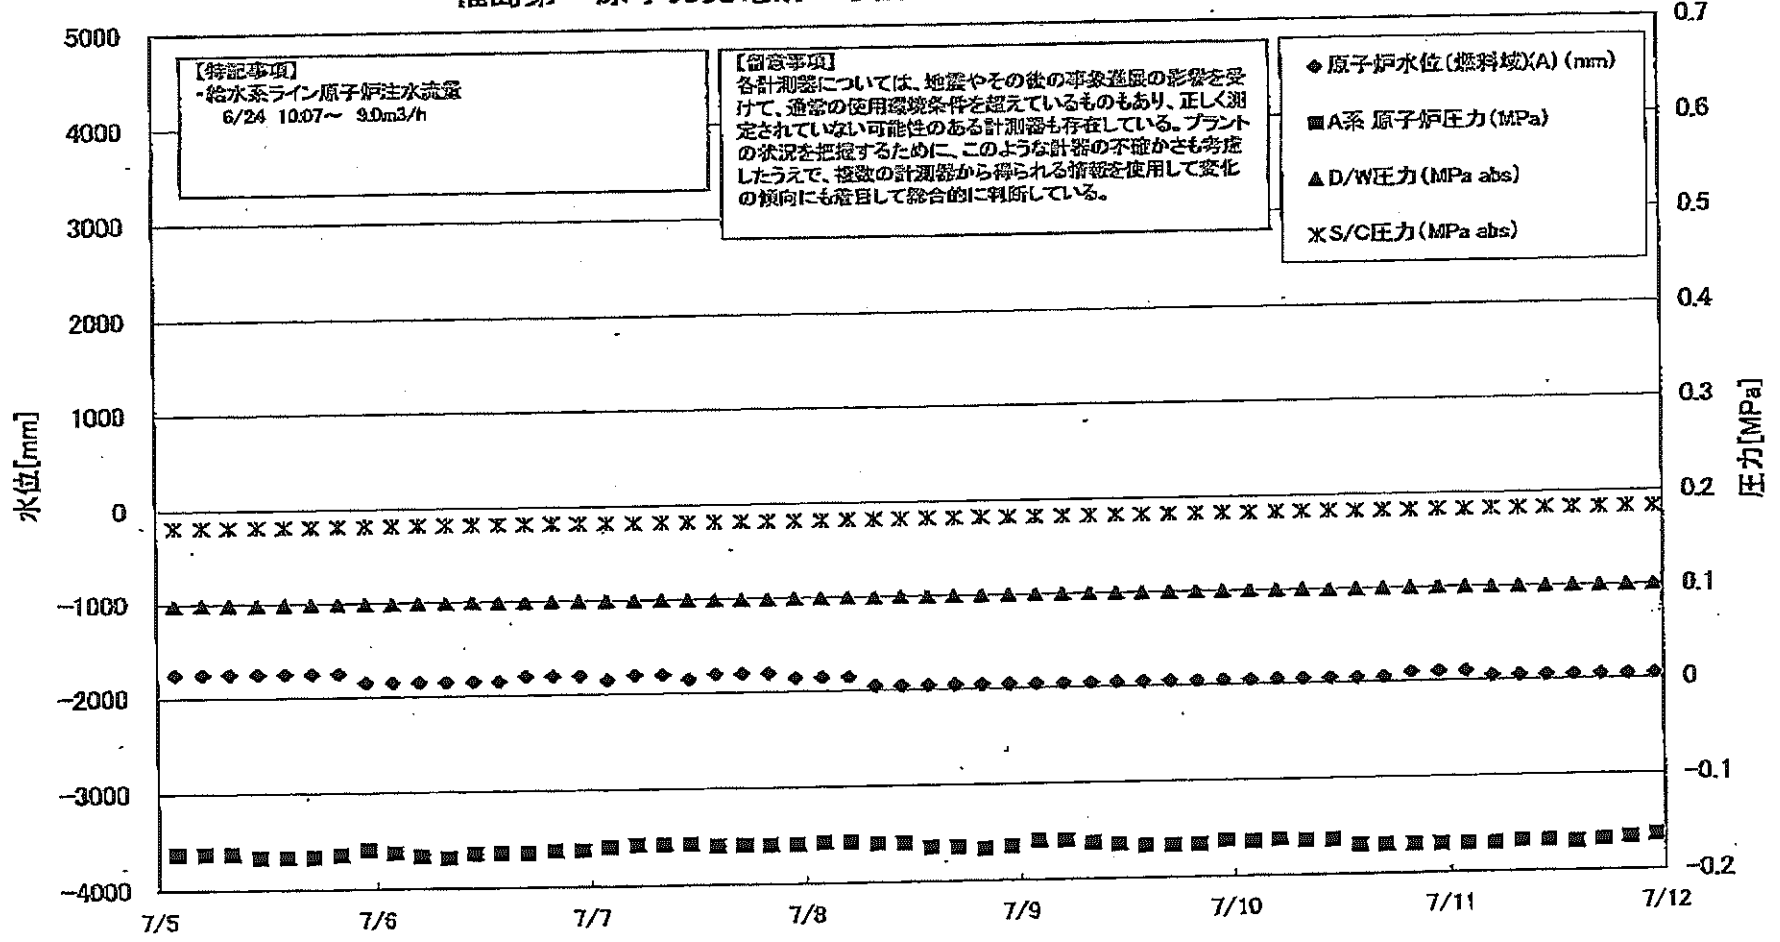 5000
4000
3000
2000
1000
0
-1000
-2000
-3000
-4000
水位[mm]
【特記事項】
・給水系ライン原子炉注水流量
6/24 10:07～ 9.0m3/h
【留意事項】
各計測器については、地震やその後の事象進展の影響を受
けて、通常の使用環境条件を超えているものもあり、正しく測
定されていない可能性のある計測器も存在している。プラント
の状況を把握するために、このような計器の不確かさも考慮
したうえで、複数の計測器から得られる情報を使用して変化
の傾向にも着目して総合的に判断している。
◆原子炉水位(燃料域)(A) (mm)
■A系 原子炉圧力(MPa)
▲D/W圧力(MPa abs)
S/C圧力(MPa abs)
0.7
0.6
0.5
0.4
0.3
0.2
0.1
0
-0.1
-0.2
圧力[MPa]
7/5 7/6 7/7 7/8 7/9 7/10 7/11 7/12